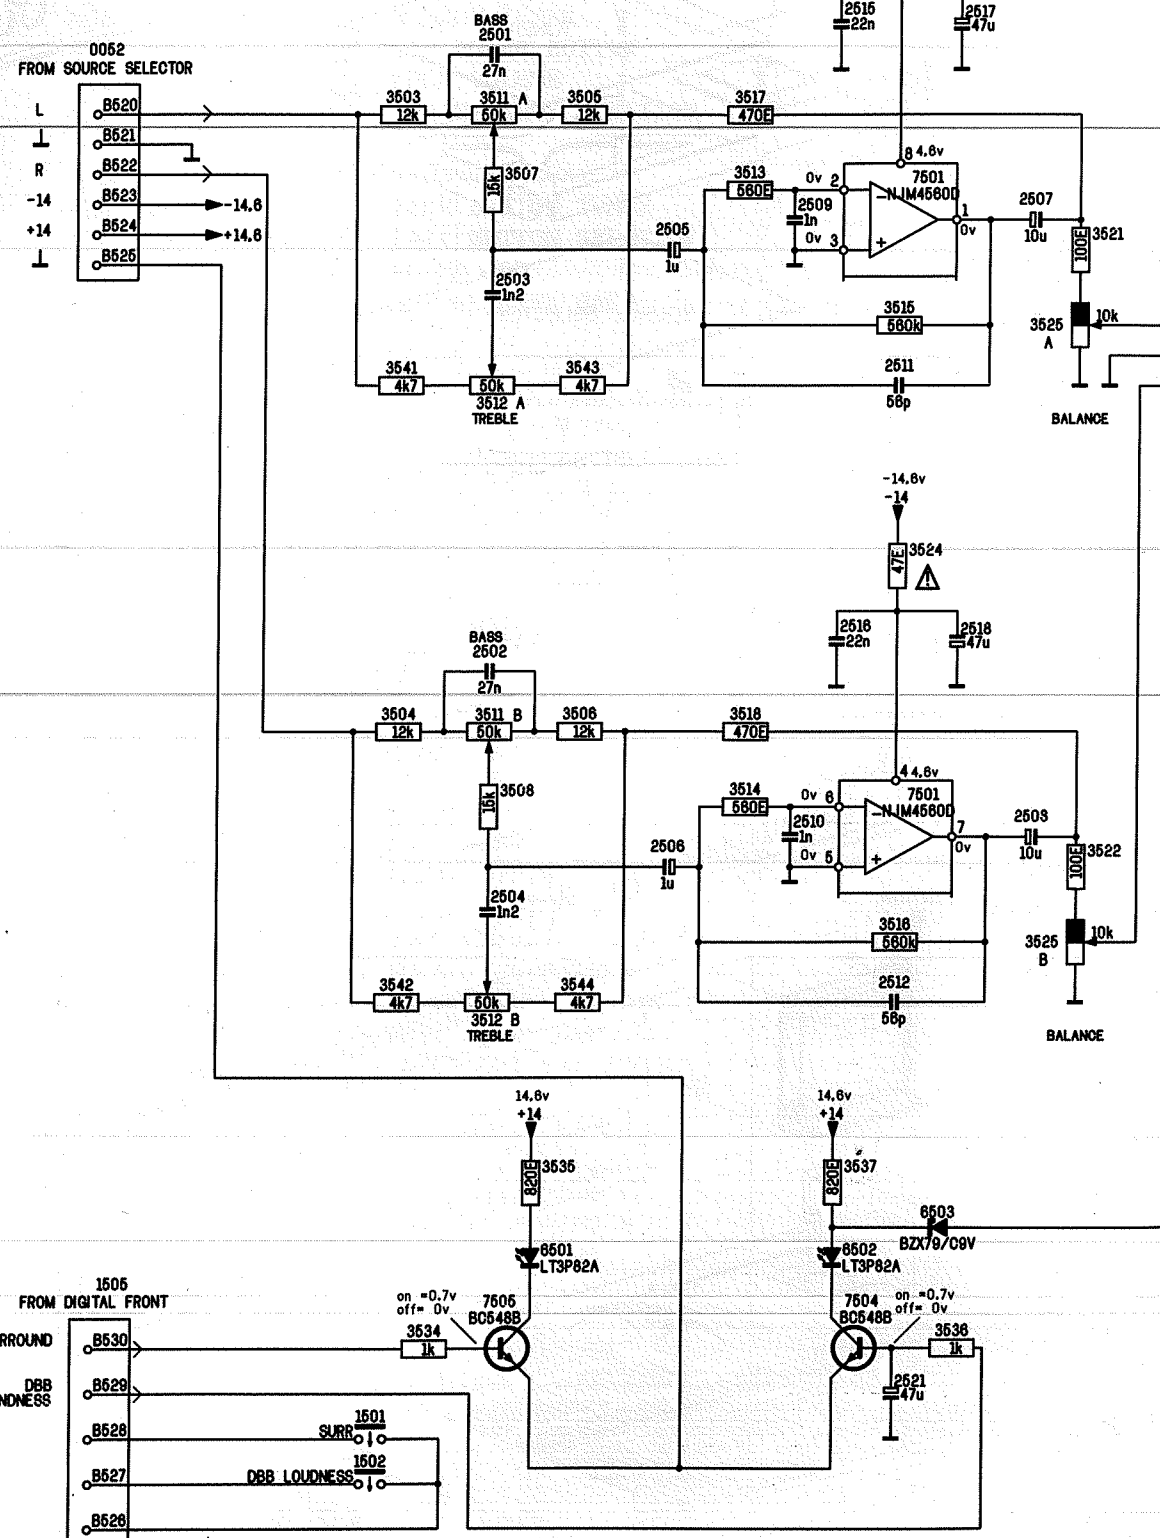 2515
22n
2517
47u
0052
FROM SOURCE SELECTOR
L
R
-14
+14
B520
B521
B522
B523
B524
B525
-14.6
+14.6
BASS
2501
27n
3503
12k
3511 A
50k
3505
12k
3517
470E
3507
15k
2503
1n2
3541
4k7
50k
3512 A
TREBLE
3543
4k7
2505
1u
3513
560E
0v 2
2509
1n
0v 3
8 4.6v
7501
NJM4560D
-
+
1
0v
2507
10u
3521
100E
3515
560k
2511
56p
3525
A
10k
BALANCE
-14.6v
-14
47E
3524
2516
22n
2518
47u
BASS
2502
27n
3504
12k
3511 B
50k
3506
12k
3518
470E
3508
15k
2504
1n2
3542
4k7
50k
3512 B
TREBLE
3544
4k7
2506
1u
3514
560E
0v 6
2510
1n
0v 5
4 4.6v
7501
NJM4560D
-
+
7
0v
2508
10u
3522
100E
3516
560k
2512
56p
3525
B
10k
BALANCE
14.6v
+14
820E
3535
6501
LT3P82A
14.6v
+14
820E
3537
6503
BZX79/C9V
6502
LT3P82A
1505
FROM DIGITAL FRONT
RROUND
DBB
NDNESS
B530
B529
B528
B527
B526
on =0.7v
off= 0v
7505
BC548B
3534
1k
7504
BC548B
on =0.7v
off= 0v
3536
1k
2521
47u
SURR
1501
DBB LOUDNESS
1502